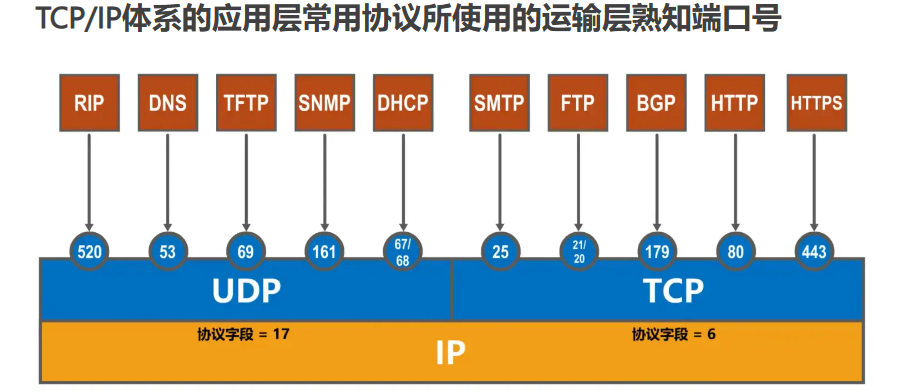 TCP/IP体系的应用层常用协议所使用的运输层熟知端口号
RIP DNS TFTP SNMP DHCP SMTP FTP BGP HTTP HTTPS
520 53 69 161 67/68 25 21/20 179 80 443
UDP TCP
协议字段 = 17 协议字段 = 6
IP